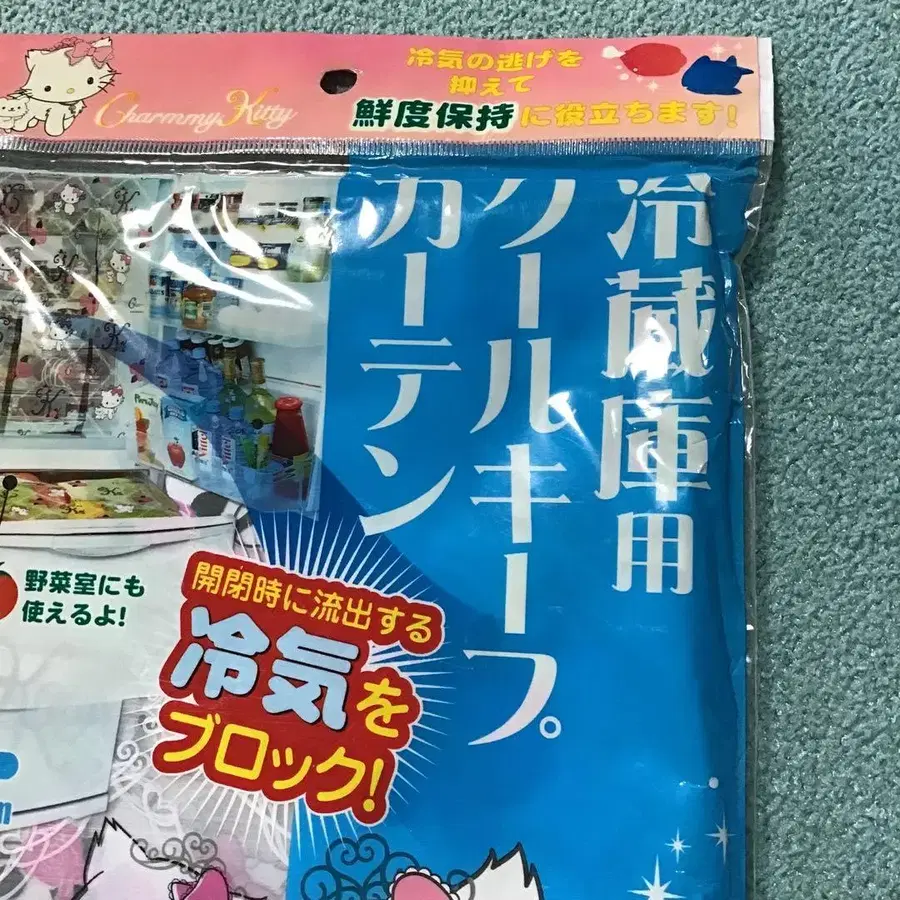 Charmmy Kitty
冷気の逃げを
抑えて
鮮度保持に役立ちます!
冷蔵庫用
クールキープ
カーテン
野菜室にも
使えるよ!
開閉時に流出する
冷気を
ブロック!
m